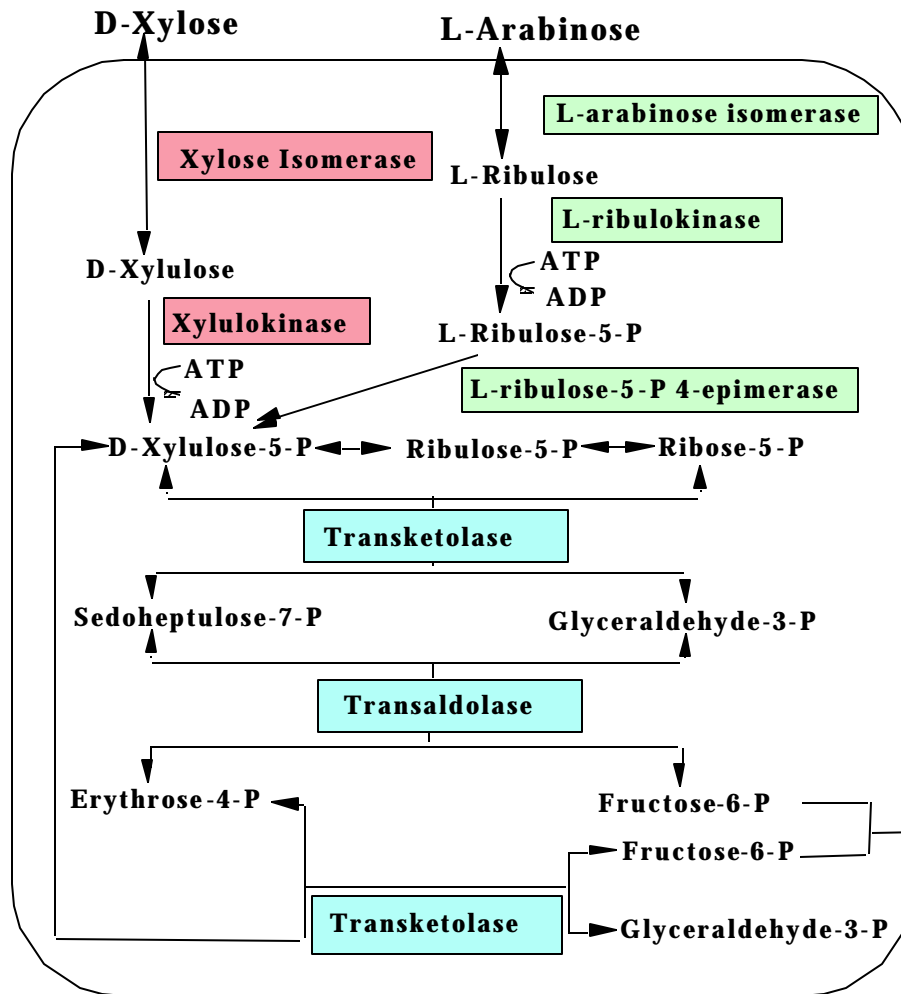 D-Xylose
L-Arabinose
L-arabinose isomerase
Xylose Isomerase
L-Ribulose
L-ribulokinase
D-Xylulose
ATP
ADP
Xylulokinase
L-Ribulose-5-P
ATP
ADP
L-ribulose-5-P 4-epimerase
D-Xylulose-5-P
Ribulose-5-P
Ribose-5-P
Transketolase
Sedoheptulose-7-P
Glyceraldehyde-3-P
Transaldolase
Erythrose-4-P
Fructose-6-P
Fructose-6-P
Transketolase
Glyceraldehyde-3-P